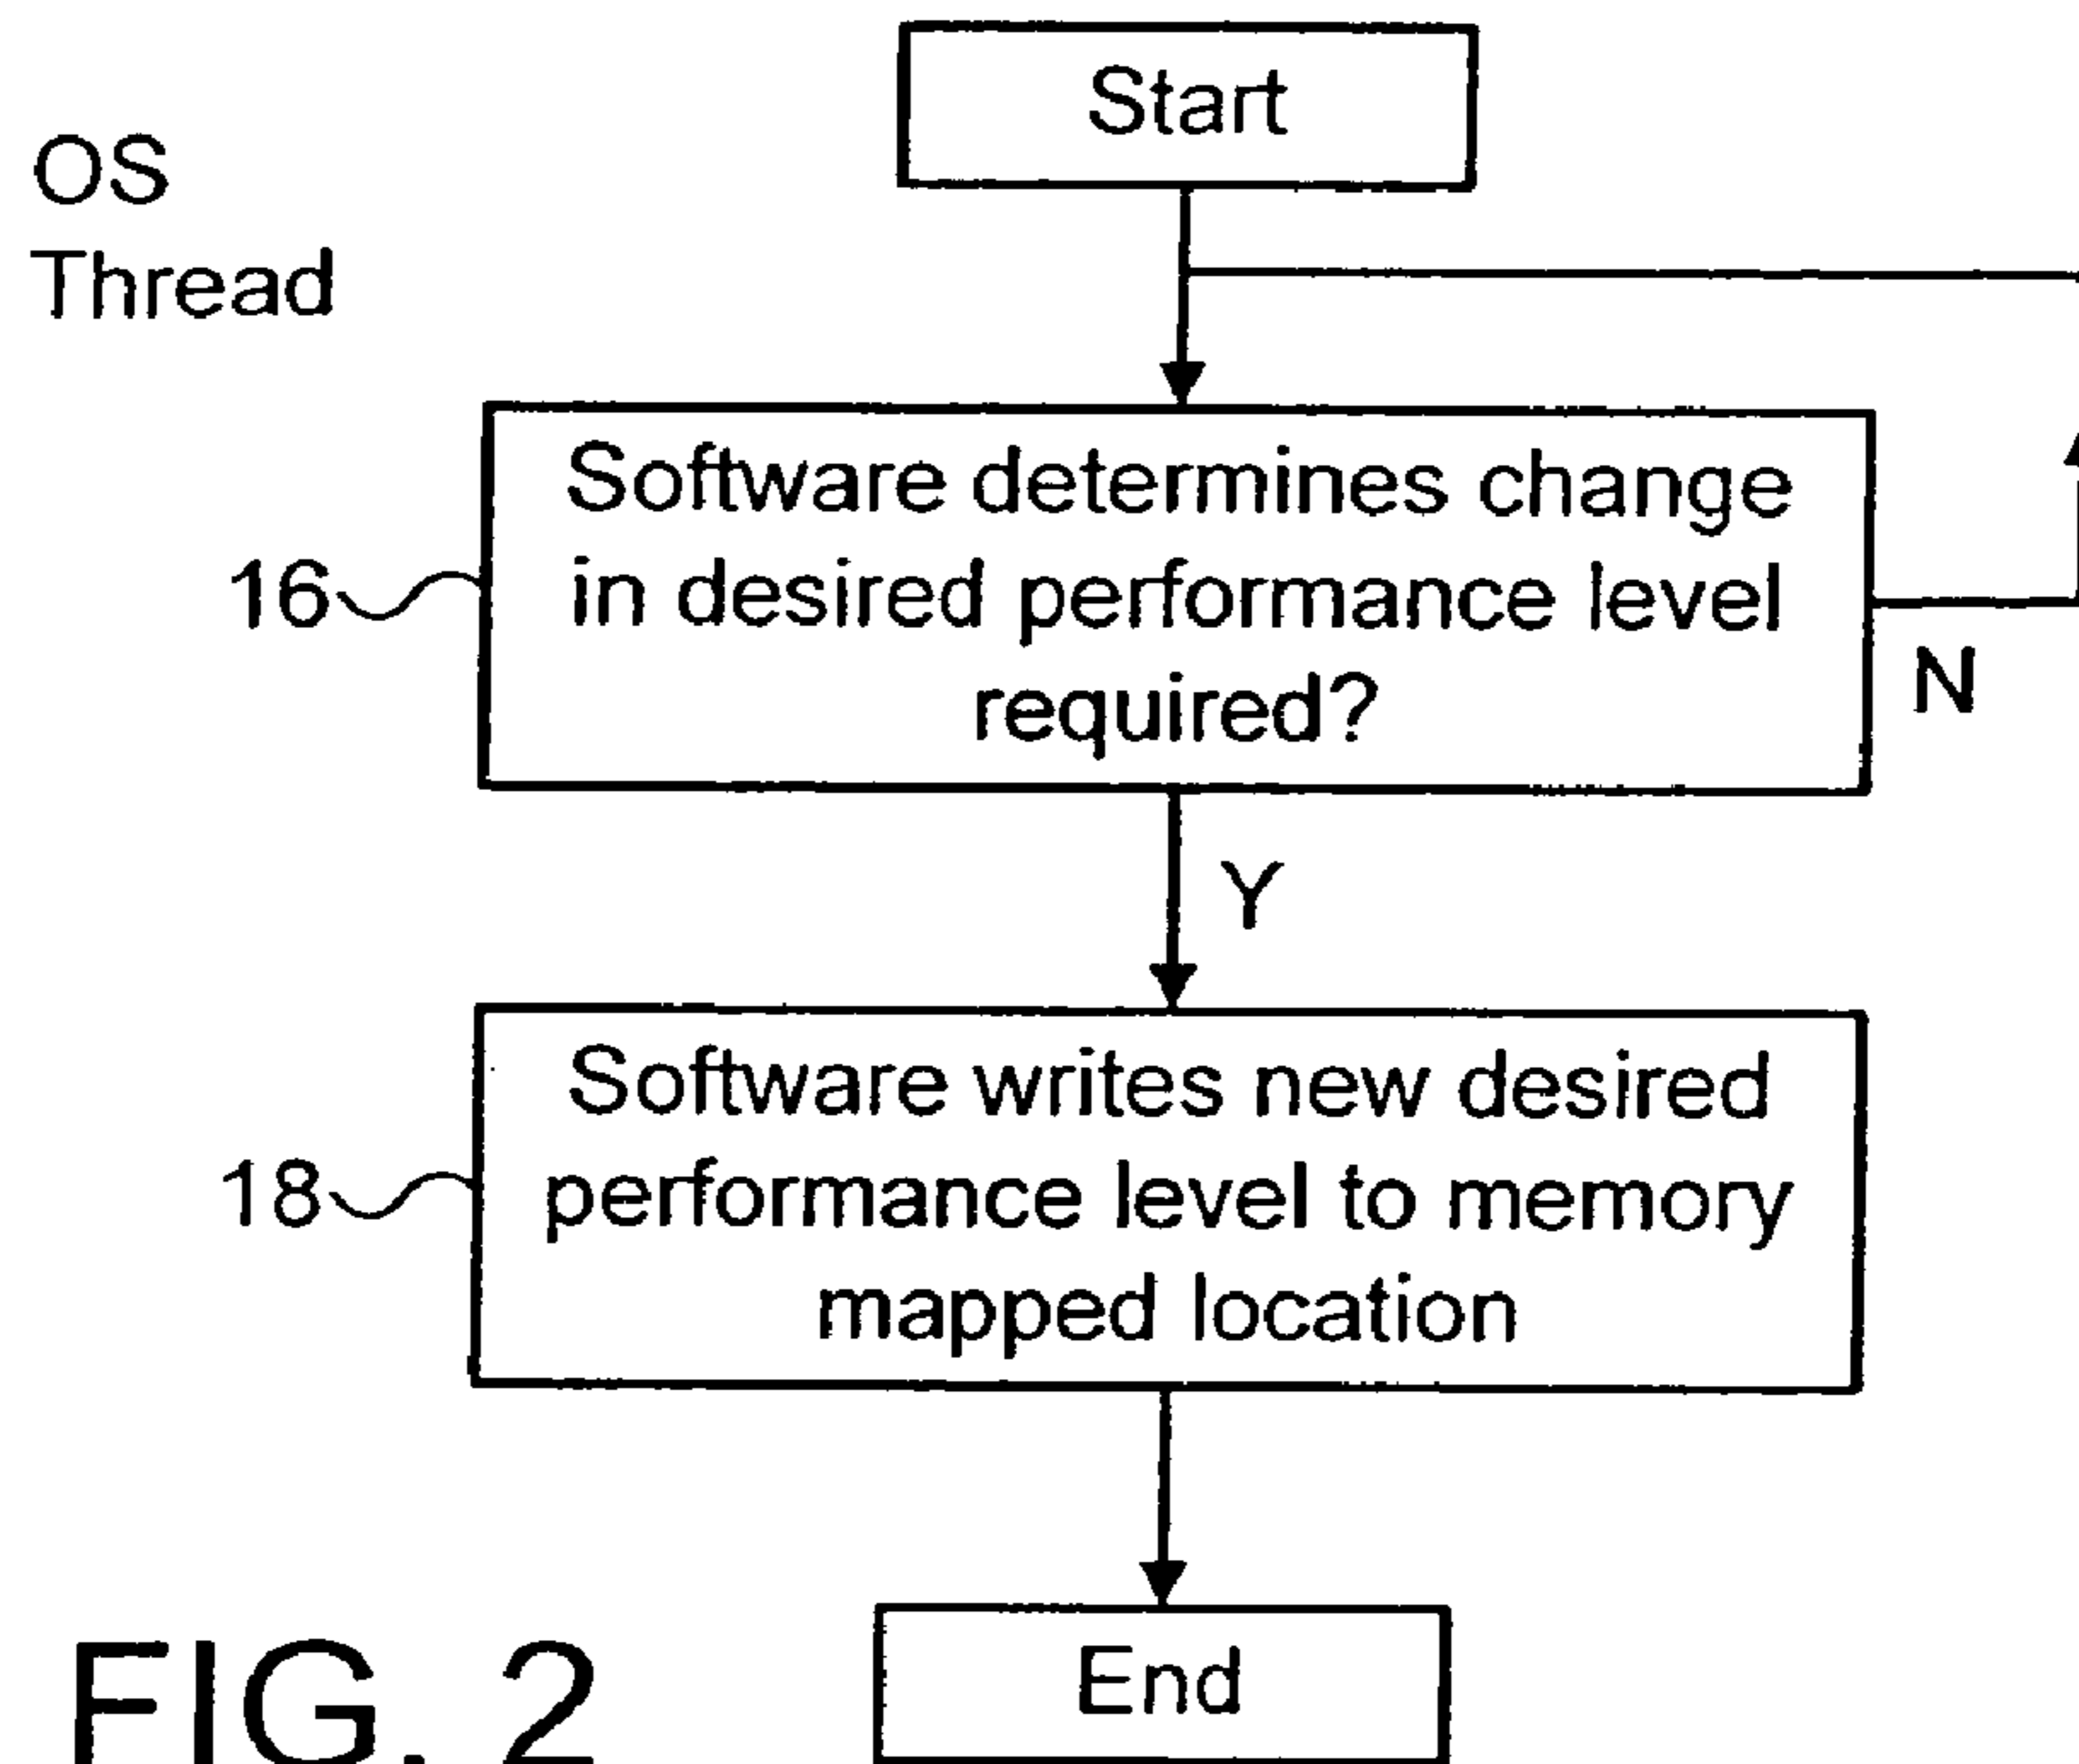 Start
OS
Thread
Software determines change
in desired performance level
required?
16
N
Y
Software writes new desired
performance level to memory
mapped location
18
End
FIG. 2